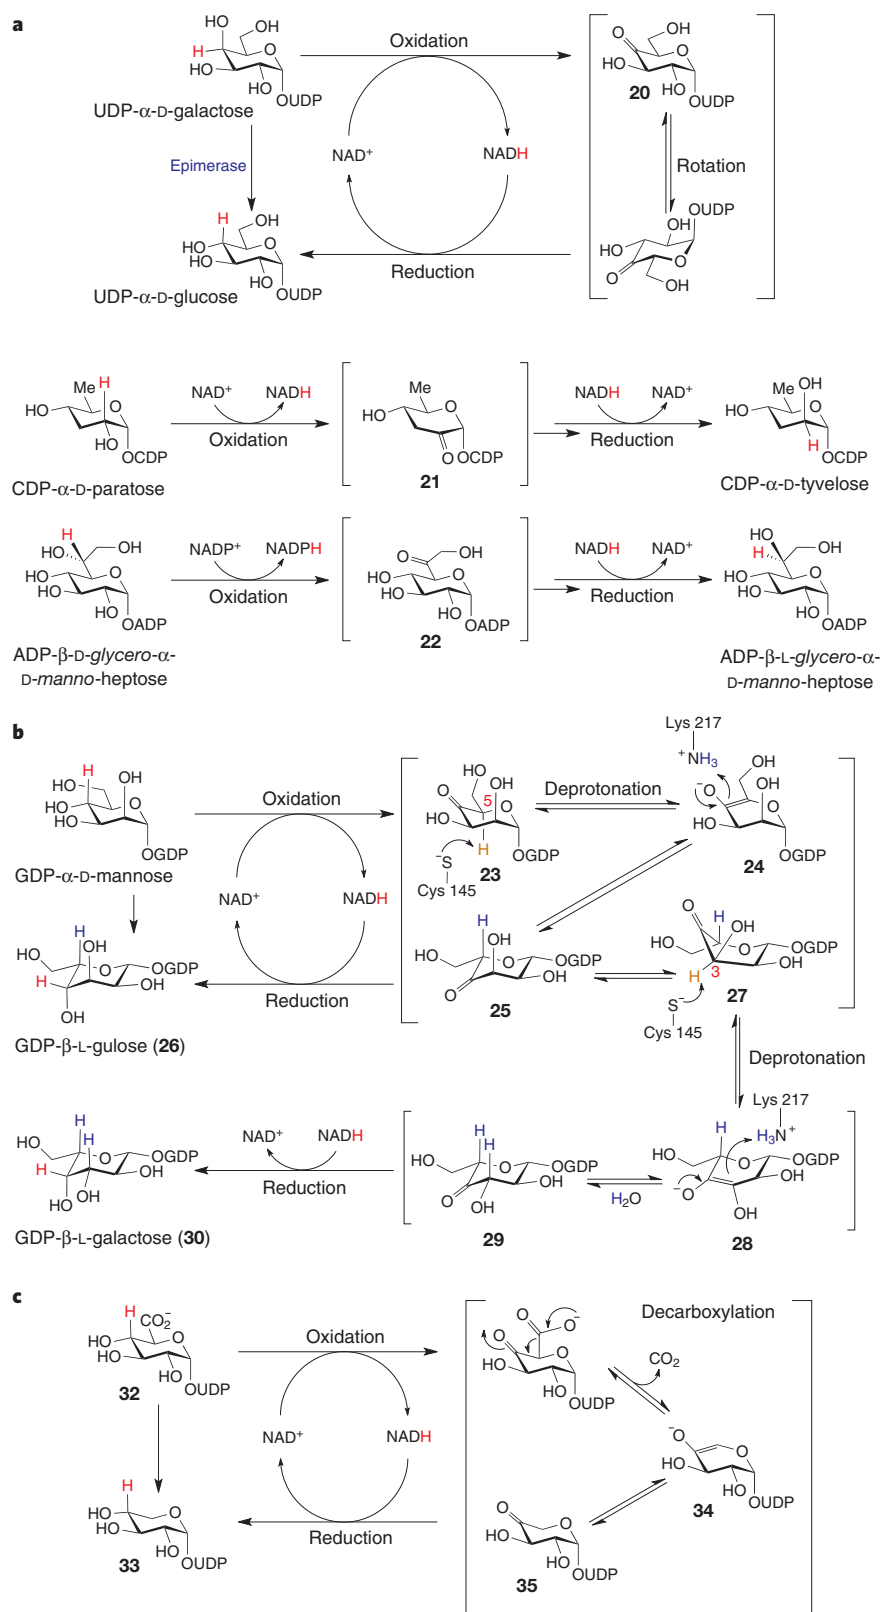 a
HO
OH
H
HO
O
HO
OUDP
UDP-α-D-galactose
Oxidation
NAD⁺
NADH
Epimerase
O
OH
HO
O
HO
OUDP
20
Rotation
OUDP
OH
HO
O
O
OH
H
OH
HO
HO
O
HO
OUDP
UDP-α-D-glucose
Reduction
Me H
HO
O
OH
OCDP
CDP-α-D-paratose
NAD⁺ NADH
Oxidation
Me
HO
O
O
OCDP
21
NADH NAD⁺
Reduction
OH
Me
HO
O
H
OCDP
CDP-α-D-tyvelose
H
HO
OH
HO
HO
O
HO
OADP
ADP-β-D-glycero-α-
D-manno-heptose
NADP⁺ NADPH
Oxidation
O
OH
HO
HO
O
HO
OADP
22
NADH NAD⁺
Reduction
HO
H
OH
HO
HO
O
HO
OADP
ADP-β-L-glycero-α-
D-manno-heptose
b
H OH
HO
HO
HO
O
OGDP
GDP-α-D-mannose
Oxidation
NAD⁺
NADH
HO OH
O
5
HO
O
H
OGDP
⁻S
Cys 145
23
Deprotonation
Lys 217
⁺NH₃
⁻O
OH
OH
HO
O
OGDP
24
H
OH
HO
O
OGDP
H
OH
OH
GDP-β-L-gulose (26)
Reduction
H
OH
HO
O
OGDP
O
OH
25
O
H
OH
HO
O
OGDP
OH
H
3
S⁻
Cys 145
27
Deprotonation
Lys 217
H₃N⁺
H
HO
O
OGDP
⁻O
OH
OH
28
H₂O
H
H
HO
O
OGDP
O
OH
OH
29
NAD⁺ NADH
Reduction
H
H
HO
O
OGDP
H
OH
OH
HO
GDP-β-L-galactose (30)
c
H
CO₂⁻
HO
HO
O
HO
OUDP
32
Oxidation
NAD⁺
NADH
O
O⁻
O
HO
O
HO
OUDP
Decarboxylation
CO₂
⁻O
O
HO
HO
OUDP
34
O
O
HO
HO
OUDP
35
Reduction
H
HO
O
HO
HO
OUDP
33